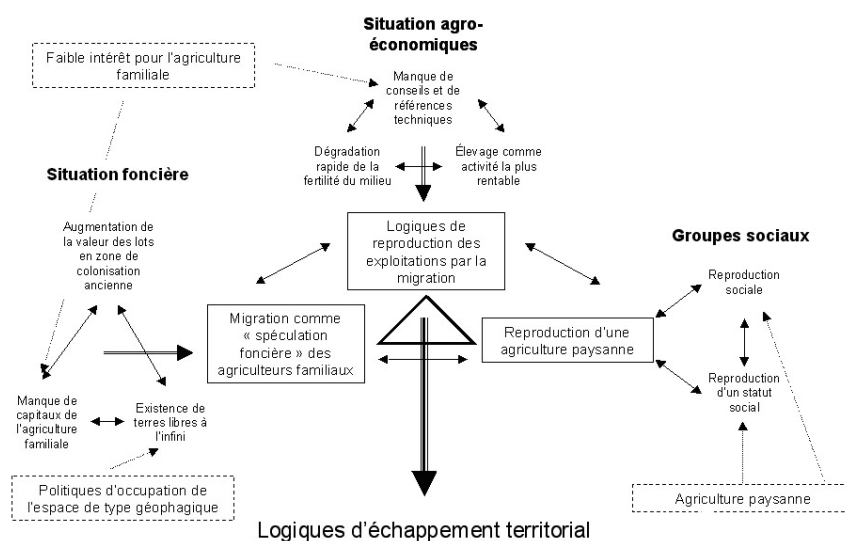 Situation agro-
économiques
Faible intérêt pour l'agriculture
familiale
Manque de
conseils et de
références
techniques
Dégradation
rapide de la
fertilité du milieu
Élevage comme
activité la plus
rentable
Situation foncière
Augmentation de
la valeur des lots
en zone de
colonisation
ancienne
Logiques de
reproduction des
exploitations par la
migration
Groupes sociaux
Reproduction
sociale
Migration comme
« spéculation
foncière » des
agriculteurs familiaux
Reproduction d'une
agriculture paysanne
Reproduction
d'un statut
social
Manque de
capitaux de
l'agriculture
familiale
Existence de
terres libres à
l'infini
Politiques d'occupation de
l'espace de type géophagique
Agriculture paysanne
Logiques d'échappement territorial